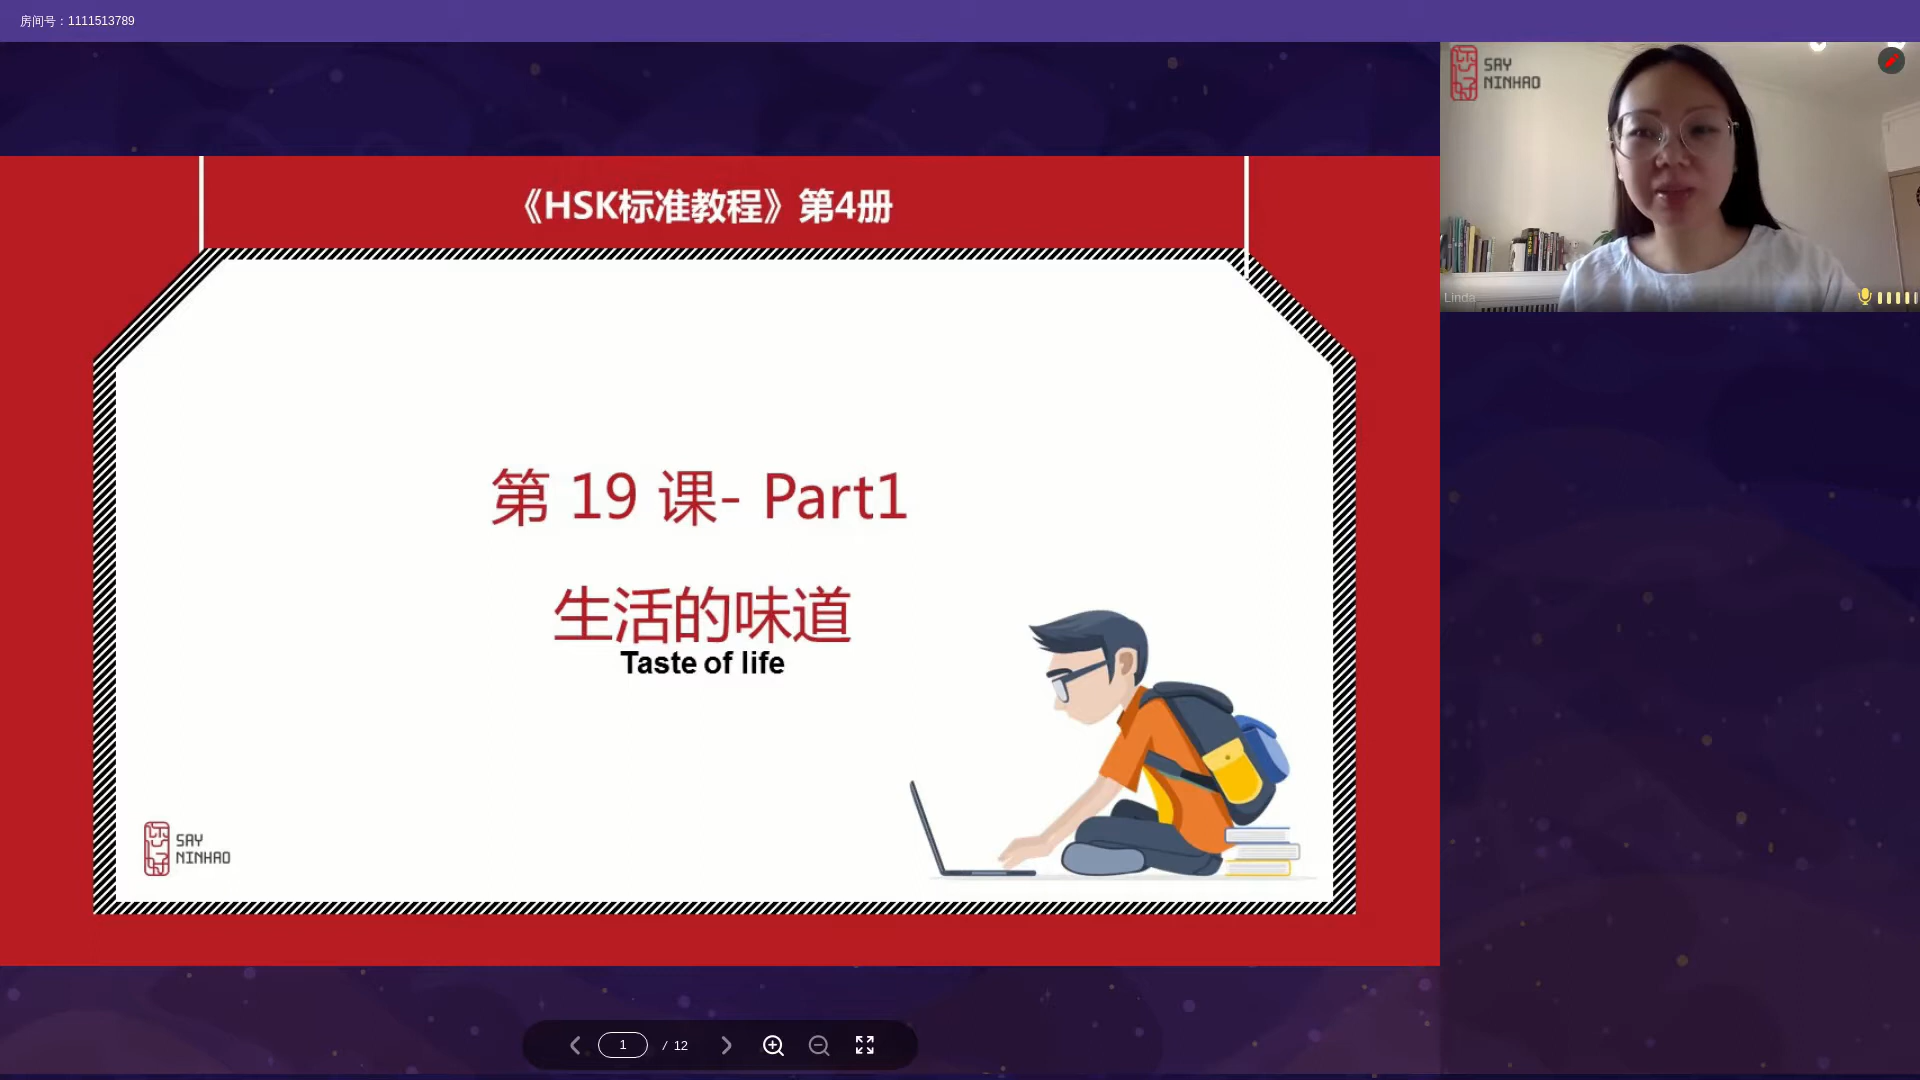 房间号：1111513789
SAY
NINHAO
Linda
《HSK标准教程》第4册
第 19 课- Part1
生活的味道
Taste of life
SAY
NINHAO
1 / 12